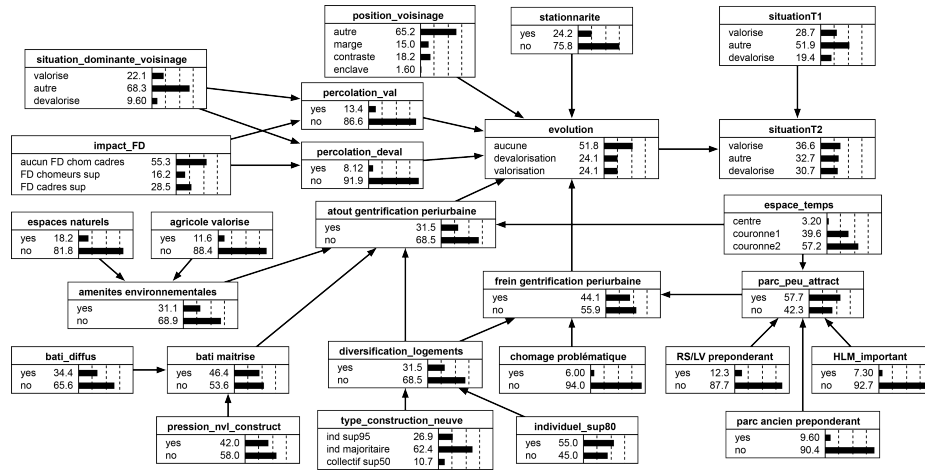 position_voisinage
autre 65.2
marge 15.0
contraste 18.2
enclave 1.60
stationnarite
yes 24.2
no 75.8
situationT1
valorise 28.7
autre 51.9
devalorise 19.4
situation_dominante_voisinage
valorise 22.1
autre 68.3
devalorise 9.60
percolation_val
yes 13.4
no 86.6
evolution
aucune 51.8
devalorisation 24.1
valorisation 24.1
situationT2
valorise 36.6
autre 32.7
devalorise 30.7
impact_FD
aucun FD chom cadres 55.3
FD chomeurs sup 16.2
FD cadres sup 28.5
percolation_deval
yes 8.12
no 91.9
espaces naturels
yes 18.2
no 81.8
agricole valorise
yes 11.6
no 88.4
atout gentrification periurbaine
yes 31.5
no 68.5
espace_temps
centre 3.20
couronne1 39.6
couronne2 57.2
amenites environnementales
yes 31.1
no 68.9
frein gentrification periurbaine
yes 44.1
no 55.9
parc_peu_attract
yes 57.7
no 42.3
bati_diffus
yes 34.4
no 65.6
bati maitrise
yes 46.4
no 53.6
diversification_logements
yes 31.5
no 68.5
chomage problématique
yes 6.00
no 94.0
RS/LV preponderant
yes 12.3
no 87.7
HLM_important
yes 7.30
no 92.7
pression_nvl_construct
yes 42.0
no 58.0
type_construction_neuve
ind sup95 26.9
ind majoritaire 62.4
collectif sup50 10.7
individuel_sup80
yes 55.0
no 45.0
parc ancien preponderant
yes 9.60
no 90.4